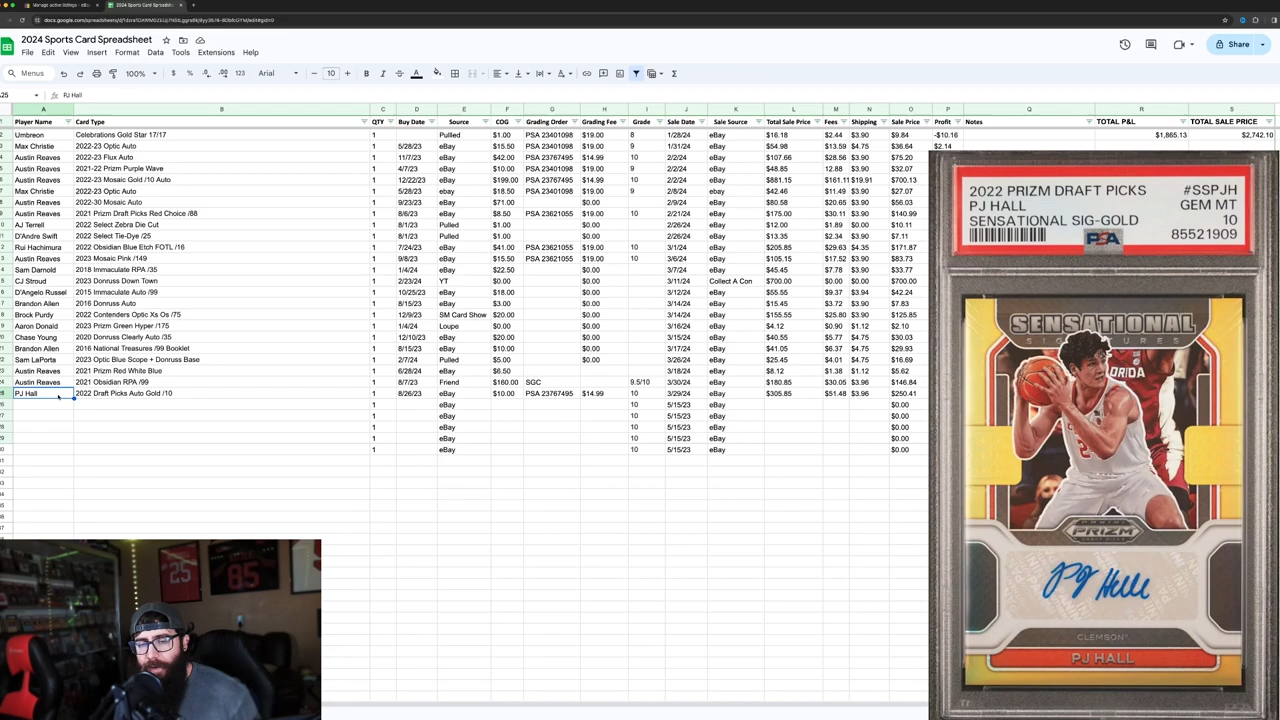 Manage active listings - eB
2024 Sports Card Spreadsheet
docs.google.com/spreadsheets/d/
2024 Sports Card Spreadsheet
File Edit View Insert Format Data Tools Extensions Help
Share
Menus 100% $ % .0 .00 123 Arial 10
A25 PJ Hall
A B C D E F G H I J K L M N O P Q R S
Player Name Card Type QTY Buy Date Source COG Grading Order Grading Fee Grade Sale Date Sale Source Total Sale Price Fees Shipping Sale Price Profit Notes TOTAL P&L TOTAL SALE PRICE
Umbreon Celebrations Gold Star 17/17 1 Pullled $1.00 PSA 23401098 $19.00 8 1/28/24 eBay $16.18 $2.44 $3.90 $9.84 -$10.16 $1,865.13 $2,742.10
Max Christie 2022-23 Optic Auto 1 5/28/23 eBay $15.50 PSA 23401098 $19.00 9 1/31/24 eBay $54.98 $13.59 $4.75 $36.64 $2.14
Austin Reaves 2022-23 Flux Auto 1 11/7/23 eBay $42.00 PSA 23767495 $14.99 10 2/2/24 eBay $107.66 $28.56 $3.90 $75.20
Austin Reaves 2021-22 Prizm Purple Wave 1 4/7/23 eBay $10.00 PSA 23401098 $19.00 9 2/2/24 eBay $48.85 $12.88 $3.90 $32.07
Austin Reaves 2022-23 Mosaic Gold /10 Auto 1 12/22/23 eBay $199.00 PSA 23767495 $14.99 10 2/2/24 eBay $881.15 $161.11 $19.91 $700.13
Max Christie 2022-23 Optic Auto 1 5/28/23 ebay $18.50 PSA 23401098 $19.00 9 2/8/24 ebay $42.46 $11.49 $3.90 $27.07
Austin Reaves 2022-30 Mosaic Auto 1 9/23/23 eBay $71.00 $0.00 2/9/24 eBay $80.58 $20.65 $3.90 $56.03
Austin Reaves 2021 Prizm Draft Picks Red Choice /88 1 8/6/23 eBay $8.50 PSA 23621055 $19.00 10 2/21/24 eBay $175.00 $30.11 $3.90 $140.99
AJ Terrell 2022 Select Zebra Die Cut 1 8/1/23 Pulled $1.00 $0.00 2/24/24 eBay $12.00 $1.89 $0.00 $10.11
D'Andre Swift 2022 Select Tie-Dye /25 1 8/1/23 Pulled $1.00 $0.00 2/26/24 eBay $13.35 $2.34 $3.90 $7.11
Rui Hachimura 2022 Obsidian Blue Etch FOTL /16 1 7/24/23 eBay $41.00 PSA 23621055 $19.00 10 3/1/24 eBay $205.85 $29.63 $4.35 $171.87
Austin Reaves 2023 Mosaic Pink /149 1 9/8/23 eBay $15.50 PSA 23621055 $19.00 10 3/6/24 eBay $105.15 $17.52 $3.90 $83.73
Sam Darnold 2018 Immaculate RPA /35 1 1/4/24 eBay $22.50 $0.00 3/7/24 eBay $45.45 $7.78 $3.90 $33.77
CJ Stroud 2023 Donruss Down Town 1 2/23/24 YT $0.00 $0.00 Collect A Con $700.00 $0.00 $0.00 $700.00
D'Angelo Russel 2015 Immaculate Auto /99 1 10/25/23 eBay $18.00 $0.00 3/12/24 eBay $55.55 $9.37 $3.94 $42.24
Brandon Allen 2016 Donruss Auto 1 8/15/23 eBay $3.00 $0.00 3/14/24 eBay $15.45 $3.72 $3.90 $7.83
Brock Purdy 2022 Contenders Optic Xs Os /75 1 12/9/23 SM Card Show $20.00 $0.00 3/14/24 eBay $155.55 $25.80 $3.90 $125.85
Aaron Donald 2023 Prizm Green Hyper /175 1 1/4/24 Loupe $0.00 $0.00 3/16/24 eBay $4.12 $0.90 $1.12 $2.10
Chase Young 2020 Donruss Clearly Auto /35 1 12/10/23 eBay $20.00 $0.00 3/14/24 eBay $40.55 $5.77 $4.75 $30.03
Brandon Allen 2016 National Treasures /99 Booklet 1 8/15/23 eBay $10.00 $0.00 3/17/24 eBay $41.05 $6.37 $4.75 $29.93
Sam LaPorta 2023 Optic Blue Scope + Donruss Base 1 2/7/24 Pulled $5.00 $0.00 3/26/24 eBay $25.45 $4.01 $4.75 $16.69
Austin Reaves 2021 Prizm Red White Blue 1 6/28/24 eBay $6.50 3/18/24 eBay $8.12 $1.38 $1.12 $5.62
Austin Reaves 2021 Obsidian RPA /99 1 8/7/23 Friend $160.00 SGC 9.5/10 3/30/24 eBay $180.85 $30.05 $3.96 $146.84
PJ Hall 2022 Draft Picks Auto Gold /10 1 8/26/23 eBay $10.00 PSA 23767495 $14.99 10 3/29/24 eBay $305.85 $51.48 $3.96 $250.41
1 eBay 10 5/15/23 eBay $0.00
1 eBay 10 5/15/23 eBay $0.00
1 eBay 10 5/15/23 eBay $0.00
1 eBay 10 5/15/23 eBay $0.00
1 eBay 10 5/15/23 eBay $0.00
2022 PRIZM DRAFT PICKS #SSPJH
PJ HALL GEM MT
SENSATIONAL SIG-GOLD 10
PSA 85521909
SENSATIONAL
SIGNATURES
PANINI
PRIZM
DRAFT PICKS
PJ Hall
CLEMSON
PJ HALL
25
85